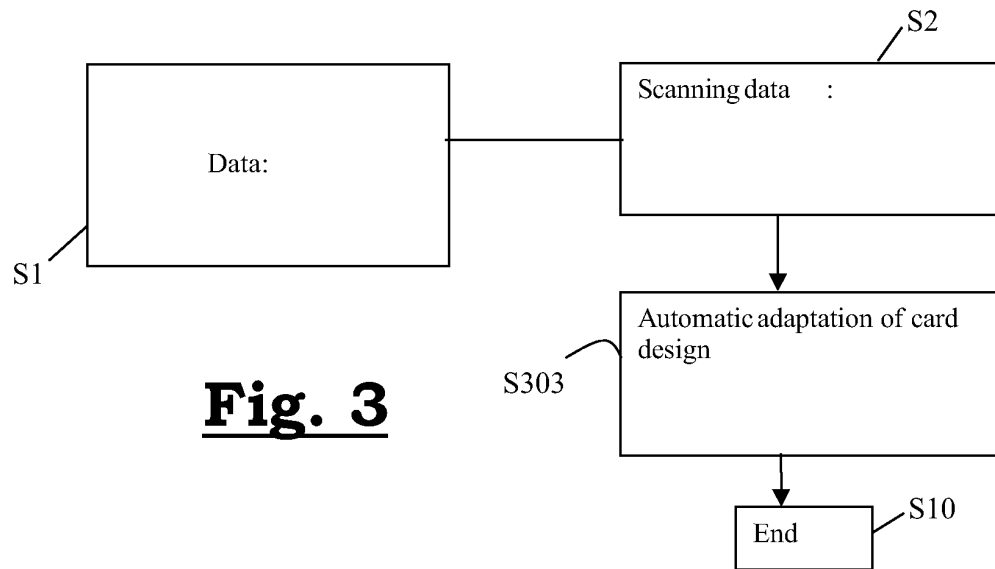 S2
Scanning data :
Data:
S1
Automatic adaptation of card
design
S303
Fig. 3
S10
End